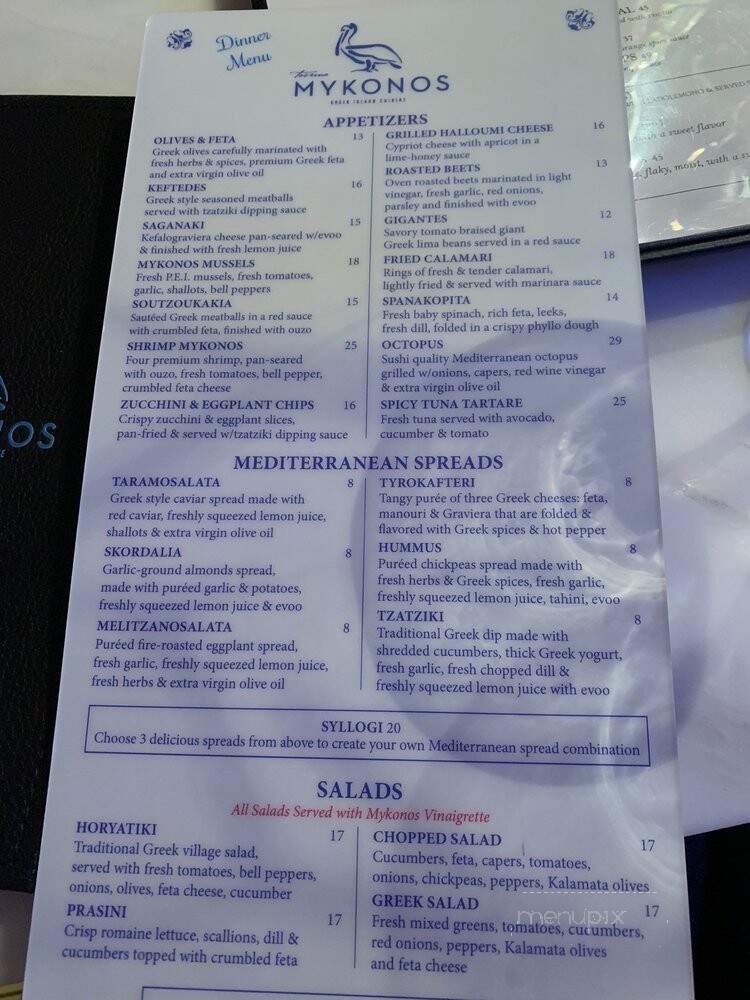 Dinner
Menu
Taverna
MYKONOS
GREEK ISLAND CUISINE
APPETIZERS
OLIVES & FETA 13
Greek olives carefully marinated with
fresh herbs & spices, premium Greek feta
and extra virgin olive oil
KEFTEDES 16
Greek style seasoned meatballs
served with tzatziki dipping sauce
SAGANAKI 15
Kefalograviera cheese pan-seared w/evoo
& finished with fresh lemon juice
MYKONOS MUSSELS 18
Fresh P.E.I. mussels, fresh tomatoes,
garlic, shallots, bell peppers
SOUTZOUKAKIA 15
Sautéed Greek meatballs in a red sauce
with crumbled feta, finished with ouzo
SHRIMP MYKONOS 25
Four premium shrimp, pan-seared
with ouzo, fresh tomatoes, bell pepper,
crumbled feta cheese
ZUCCHINI & EGGPLANT CHIPS 16
Crispy zucchini & eggplant slices,
pan-fried & served w/tzatziki dipping sauce
GRILLED HALLOUMI CHEESE 16
Cypriot cheese with apricot in a
lime-honey sauce
ROASTED BEETS 13
Oven roasted beets marinated in light
vinegar, fresh garlic, red onions,
parsley and finished with evoo
GIGANTES 12
Savory tomato braised giant
Greek lima beans served in a red sauce
FRIED CALAMARI 18
Rings of fresh & tender calamari,
lightly fried & served with marinara sauce
SPANAKOPITA 14
Fresh baby spinach, rich feta, leeks,
fresh dill, folded in a crispy phyllo dough
OCTOPUS 29
Sushi quality Mediterranean octopus
grilled w/onions, capers, red wine vinegar
& extra virgin olive oil
SPICY TUNA TARTARE 25
Fresh tuna served with avocado,
cucumber & tomato
MEDITERRANEAN SPREADS
TARAMOSALATA 8
Greek style caviar spread made with
red caviar, freshly squeezed lemon juice,
shallots & extra virgin olive oil
SKORDALIA 8
Garlic-ground almonds spread,
made with puréed garlic & potatoes,
freshly squeezed lemon juice & evoo
MELITZANOSALATA 8
Puréed fire-roasted eggplant spread,
fresh garlic, freshly squeezed lemon juice,
fresh herbs & extra virgin olive oil
TYROKAFTERI 8
Tangy purée of three Greek cheeses: feta,
manouri & Graviera that are folded &
flavored with Greek spices & hot pepper
HUMMUS 8
Puréed chickpeas spread made with
fresh herbs & Greek spices, fresh garlic,
freshly squeezed lemon juice, tahini, evoo
TZATZIKI 8
Traditional Greek dip made with
shredded cucumbers, thick Greek yogurt,
fresh garlic, fresh chopped dill &
freshly squeezed lemon juice with evoo
SYLLOGI 20
Choose 3 delicious spreads from above to create your own Mediterranean spread combination
SALADS
All Salads Served with Mykonos Vinaigrette
HORYATIKI 17
Traditional Greek village salad,
served with fresh tomatoes, bell peppers,
onions, olives, feta cheese, cucumber
PRASINI 17
Crisp romaine lettuce, scallions, dill &
cucumbers topped with crumbled feta
CHOPPED SALAD 17
Cucumbers, feta, capers, tomatoes,
onions, chickpeas, peppers, Kalamata olives
GREEK SALAD 17
Fresh mixed greens, tomatoes, cucumbers,
red onions, peppers, Kalamata olives
and feta cheese
menupix
45
37
sauce
LADOLEMONO & SERVED
a sweet flavor
45
flaky, moist, with a
NOS